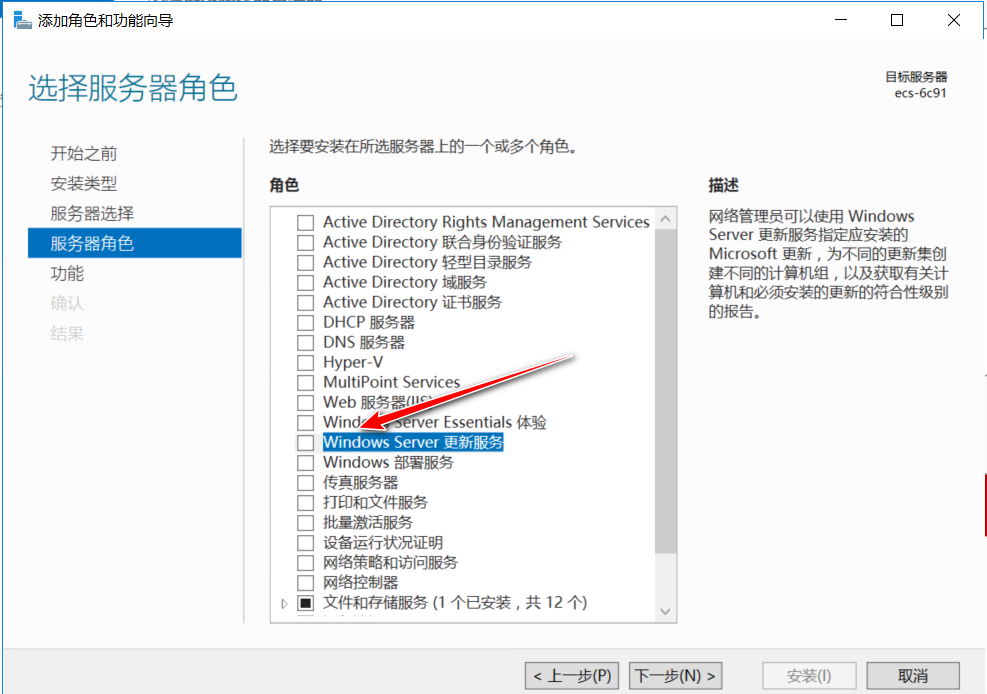 添加角色和功能向导
选择服务器角色
目标服务器
ecs-6c91
开始之前
安装类型
服务器选择
服务器角色
功能
确认
结果
选择要安装在所选服务器上的一个或多个角色。
角色
Active Directory Rights Management Services
Active Directory 联合身份验证服务
Active Directory 轻型目录服务
Active Directory 域服务
Active Directory 证书服务
DHCP 服务器
DNS 服务器
Hyper-V
MultiPoint Services
Web 服务器(IIS)
Windows Server Essentials 体验
Windows Server 更新服务
Windows 部署服务
传真服务器
打印和文件服务
批量激活服务
设备运行状况证明
网络策略和访问服务
网络控制器
文件和存储服务 (1 个已安装，共 12 个)
描述
网络管理员可以使用 Windows
Server 更新服务指定应安装的
Microsoft 更新，为不同的更新集创
建不同的计算机组，以及获取有关计
算机和必须安装的更新的符合性级别
的报告。
< 上一步(P)
下一步(N) >
安装(I)
取消